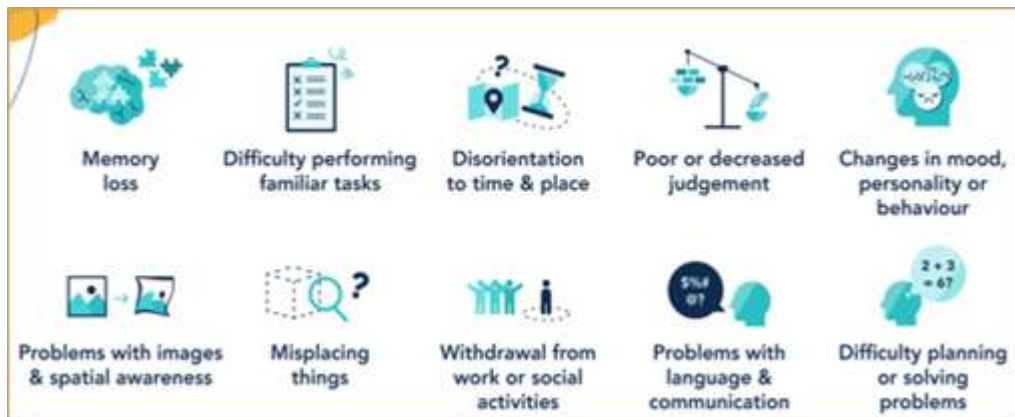 Memory
loss
Difficulty performing
familiar tasks
?
Disorientation
to time & place
Poor or decreased
judgement
Changes in mood,
personality or
behaviour
Problems with images
& spatial awareness
?
Misplacing
things
Withdrawal from
work or social
activities
$%#
@?
Problems with
language &
communication
2 + 3
= 6?
Difficulty planning
or solving
problems